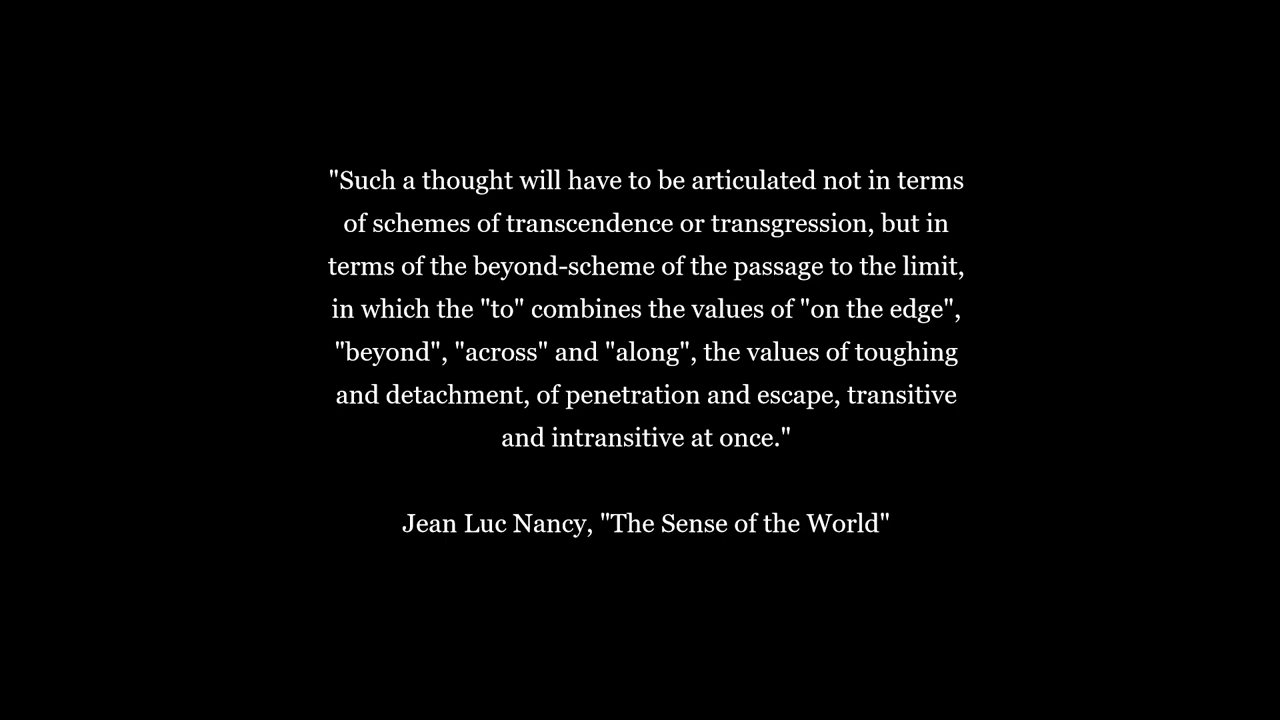 "Such a thought will have to be articulated not in terms
of schemes of transcendence or transgression, but in
terms of the beyond-scheme of the passage to the limit,
in which the "to" combines the values of "on the edge",
"beyond", "across" and "along", the values of toughing
and detachment, of penetration and escape, transitive
and intransitive at once."
Jean Luc Nancy, "The Sense of the World"